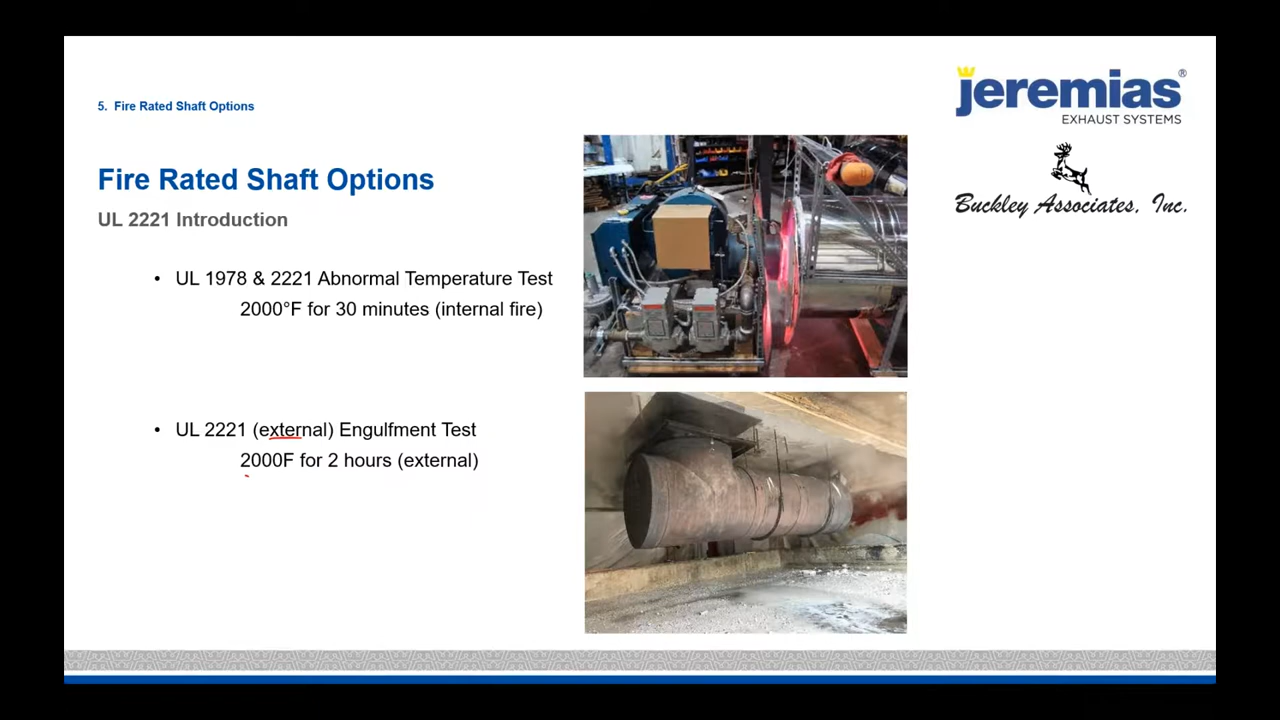 5. Fire Rated Shaft Options
jeremias®
EXHAUST SYSTEMS
Buckley Associates, Inc.
Fire Rated Shaft Options
UL 2221 Introduction
• UL 1978 & 2221 Abnormal Temperature Test
2000°F for 30 minutes (internal fire)
• UL 2221 (external) Engulfment Test
2000F for 2 hours (external)